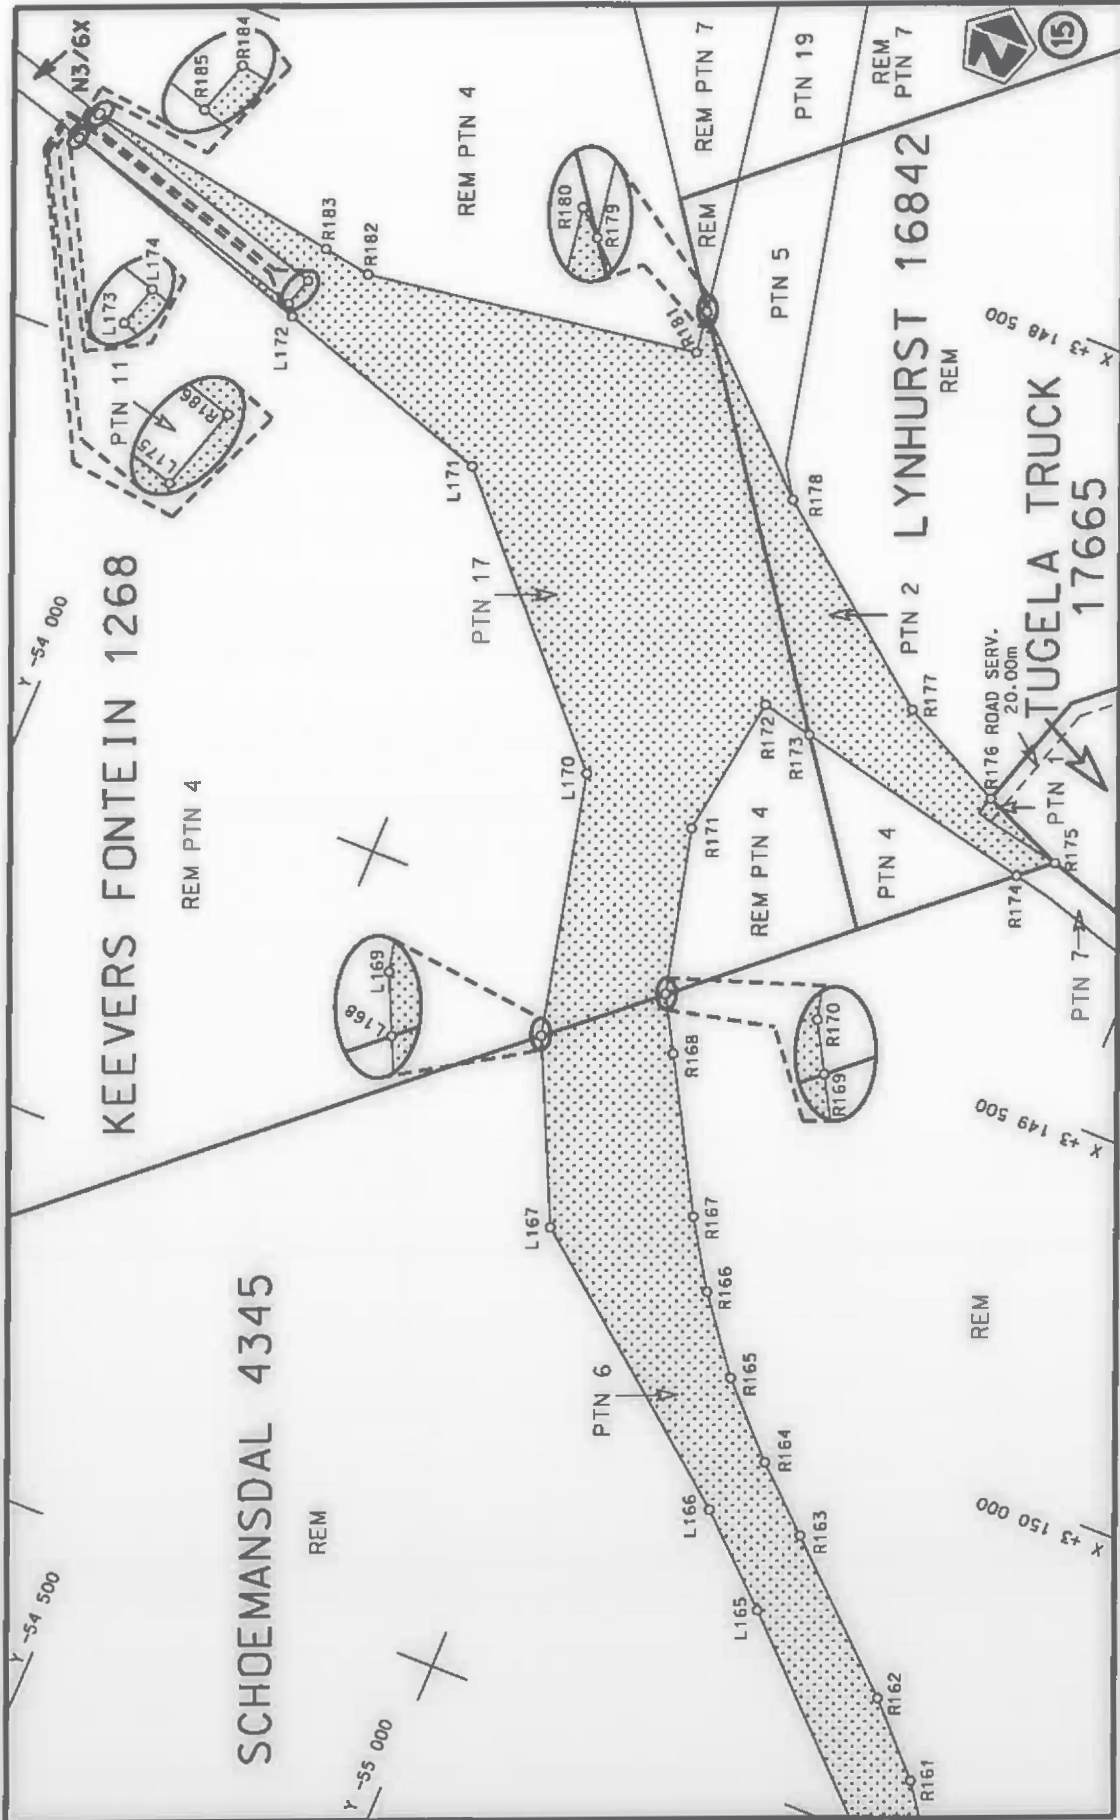 N3/6X
R185
R184
L173
L174
PTN 11
L175
R186
KEEVERS FONTEIN 1268
Y -54 000
REM PTN 4
REM PTN 4
R183
R182
L172
L171
R180
R179
R181
REM PTN 7
PTN 19
REM
PTN 7
15
REM
PTN 5
LYNHURST 16842
REM
X +3 148 500
TUGELA TRUCK
17665
R178
PTN 17
PTN 2
R177
R176
ROAD SERV.
20.00m
PTN 1
R175
R174
PTN 7
L170
R172
R173
R171
REM PTN 4
PTN 4
L169
L168
R168
R170
R169
X +3 149 500
SCHOEMANSDAL 4345
REM
L167
R167
R166
R165
PTN 6
R164
R163
L166
L165
R162
R161
REM
X +3 150 000
Y -54 500
Y -55 000